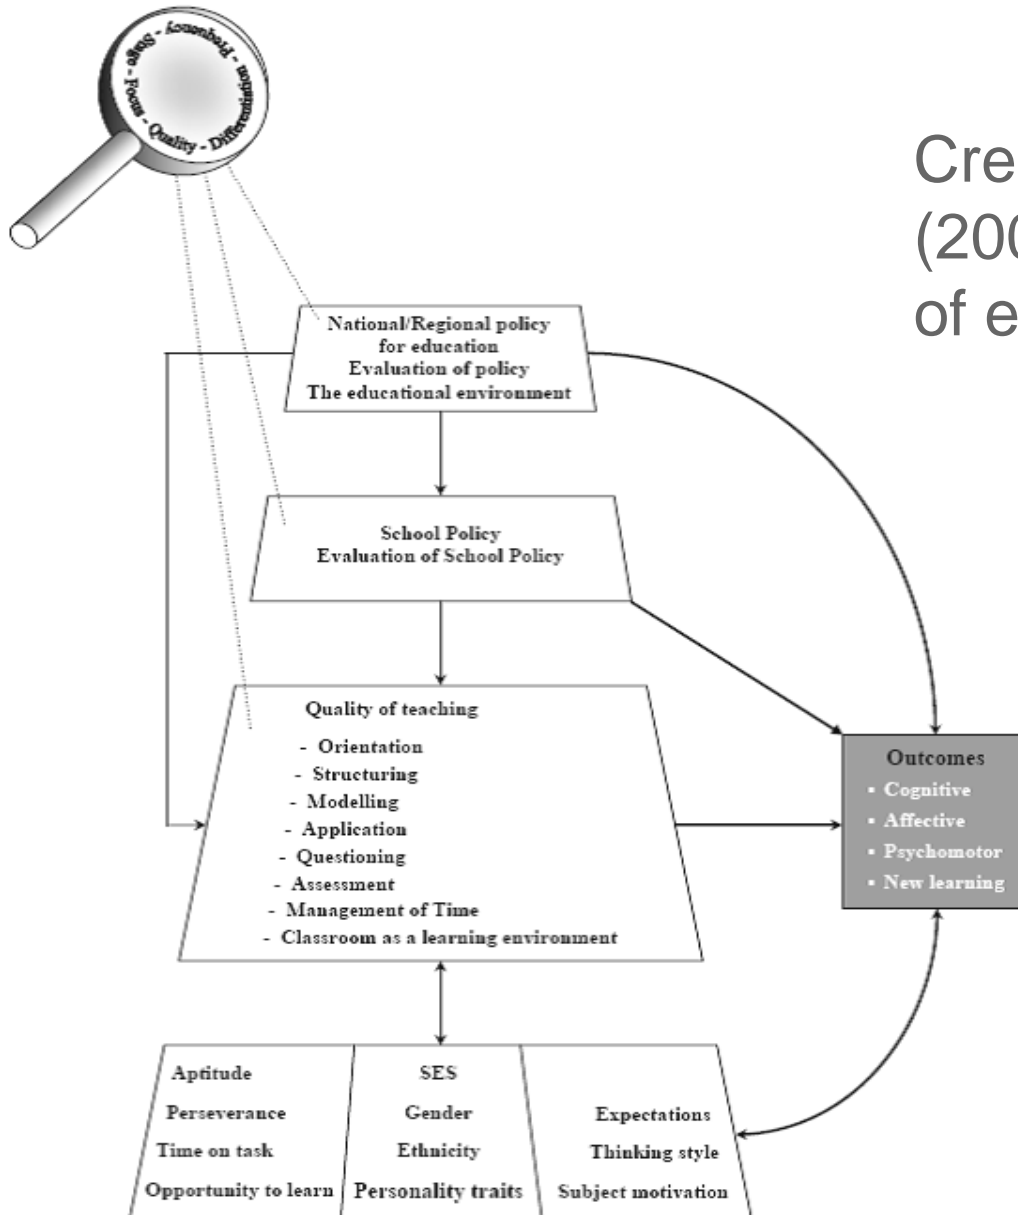 Focus - Quality - Differentiation - Frequency - Stage -
Cre
(200
of e
National/Regional policy
for education
Evaluation of policy
The educational environment
School Policy
Evaluation of School Policy
Quality of teaching
- Orientation
- Structuring
- Modelling
- Application
- Questioning
- Assessment
- Management of Time
- Classroom as a learning environment
Outcomes
▪ Cognitive
▪ Affective
▪ Psychomotor
▪ New learning
Aptitude
Perseverance
Time on task
Opportunity to learn
SES
Gender
Ethnicity
Personality traits
Expectations
Thinking style
Subject motivation